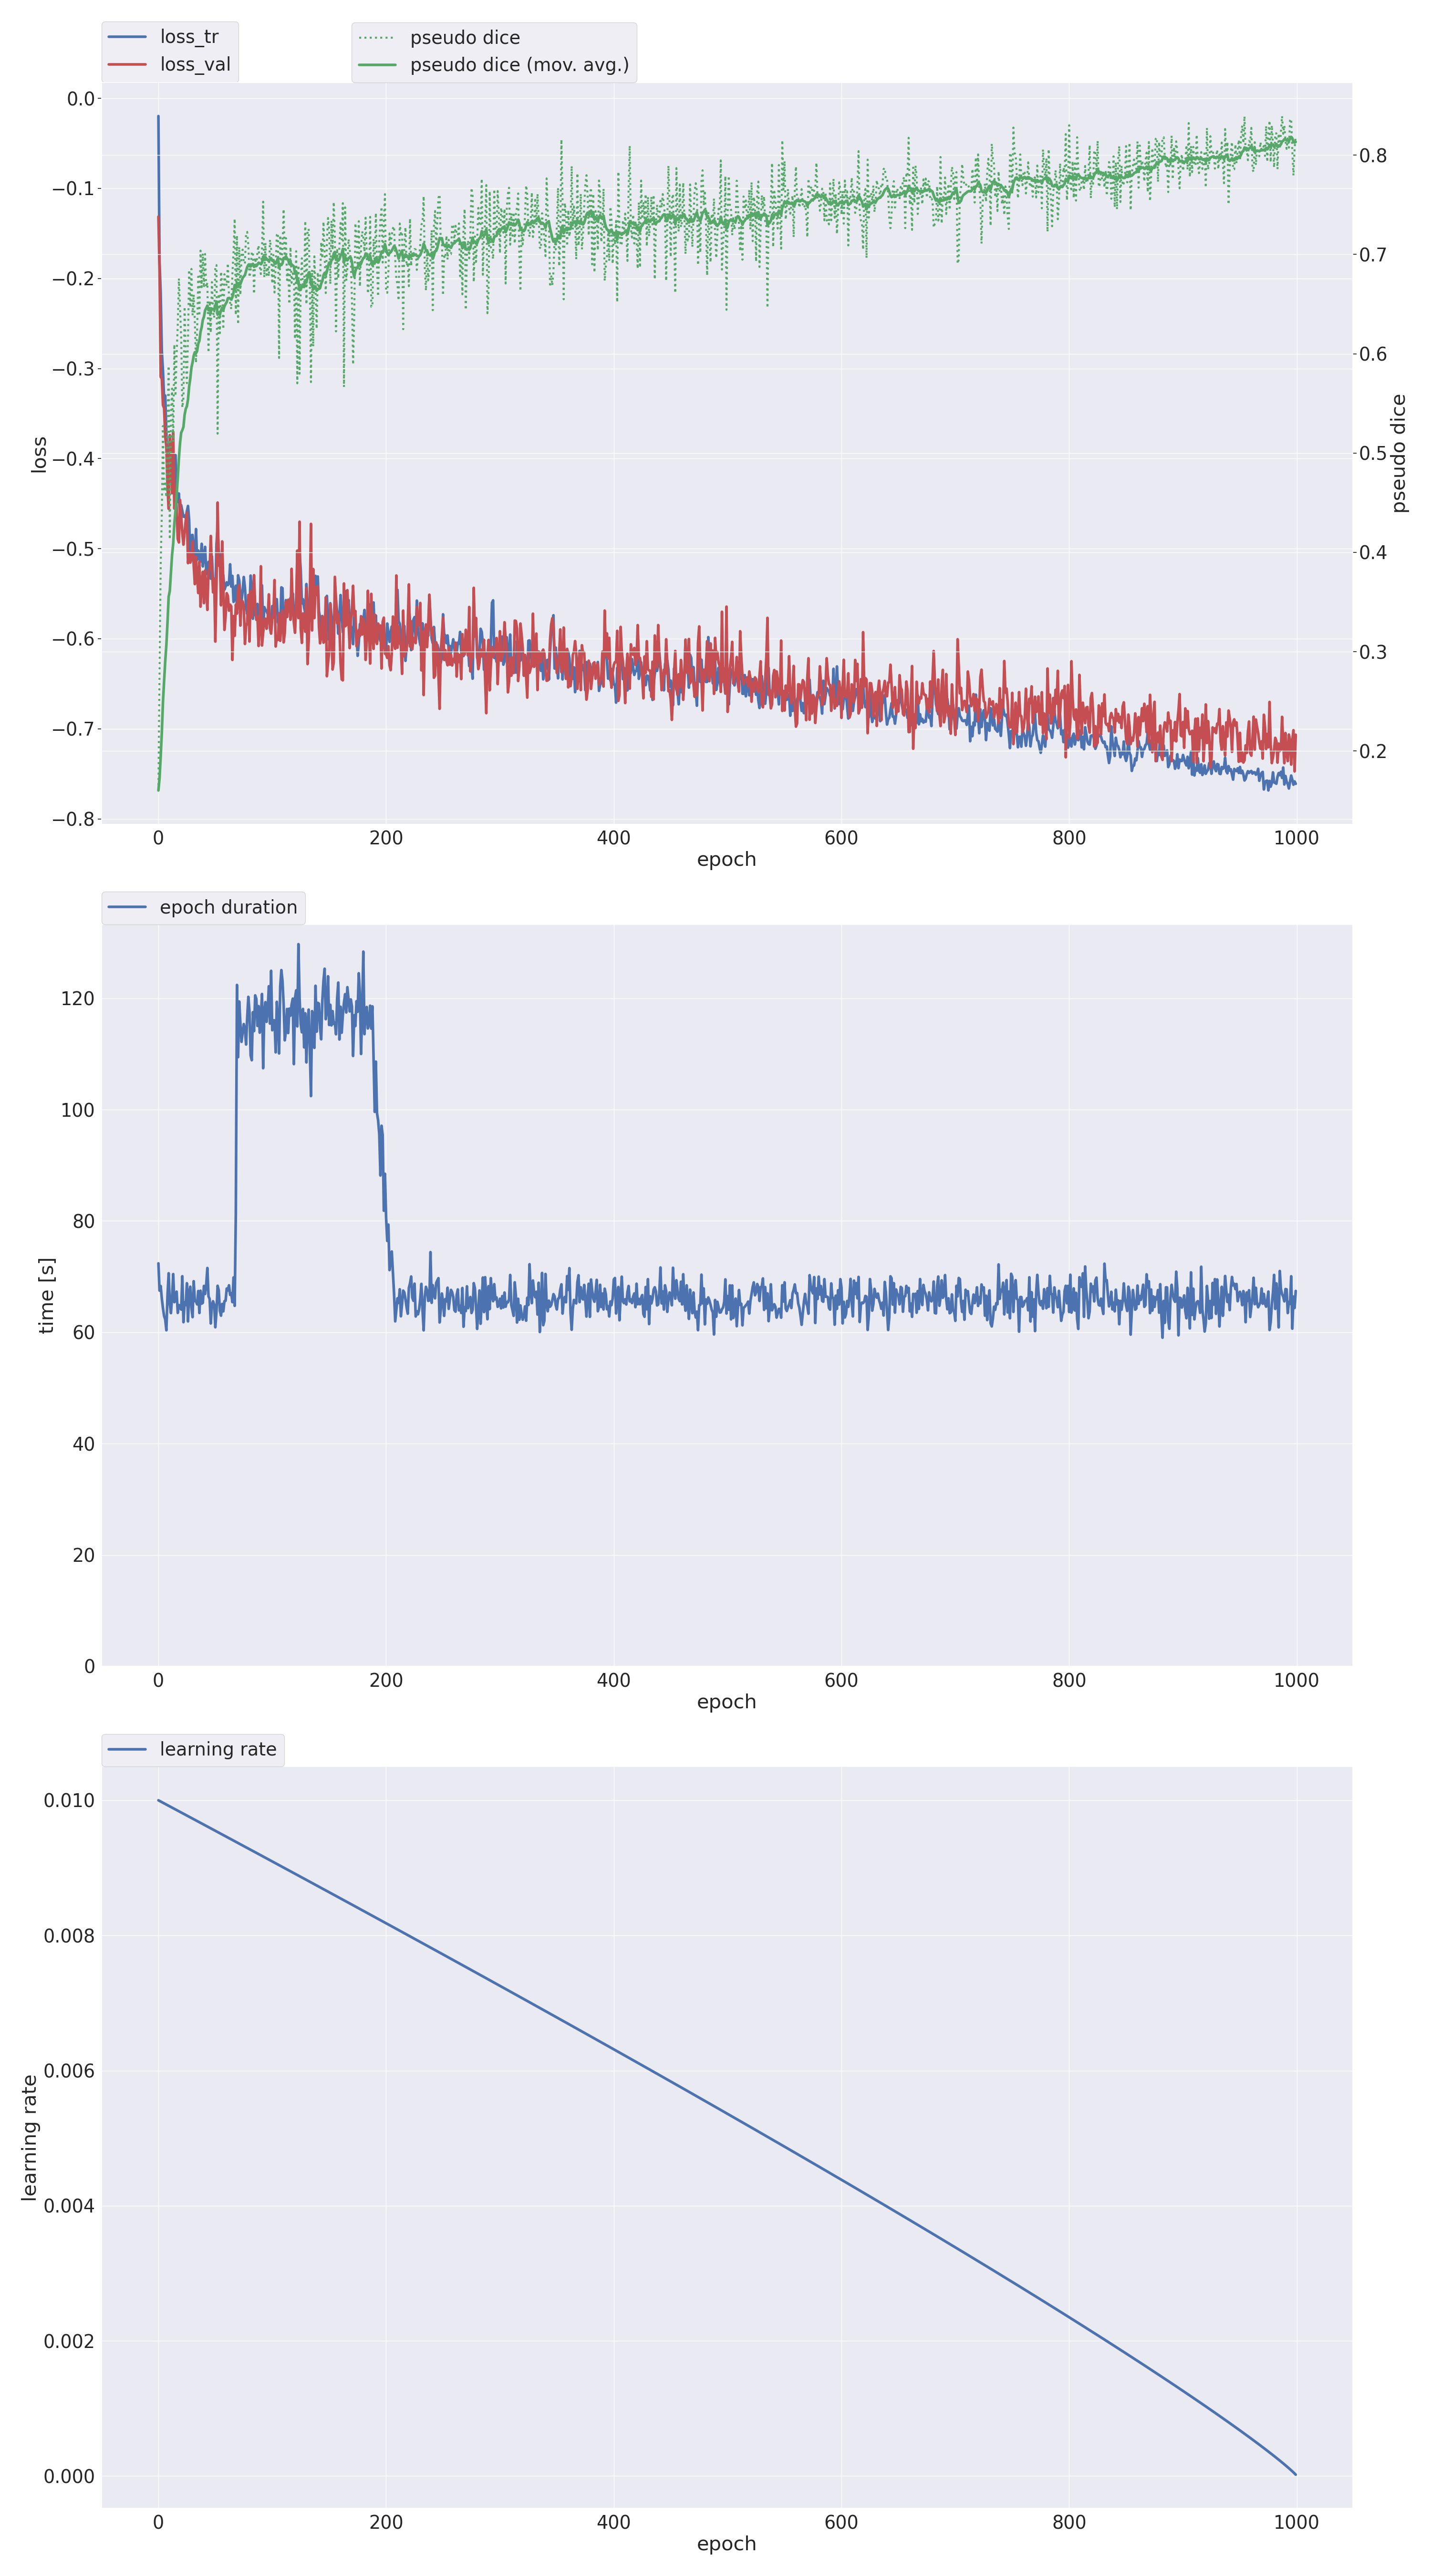 loss_tr
loss_val
pseudo dice
pseudo dice (mov. avg.)
0.0
−0.1
−0.2
−0.3
−0.4
−0.5
−0.6
−0.7
−0.8
loss
0.8
0.7
0.6
0.5
0.4
0.3
0.2
pseudo dice
0 200 400 600 800 1000
epoch
epoch duration
120
100
80
60
40
20
0
time [s]
0 200 400 600 800 1000
epoch
learning rate
0.010
0.008
0.006
0.004
0.002
0.000
learning rate
0 200 400 600 800 1000
epoch